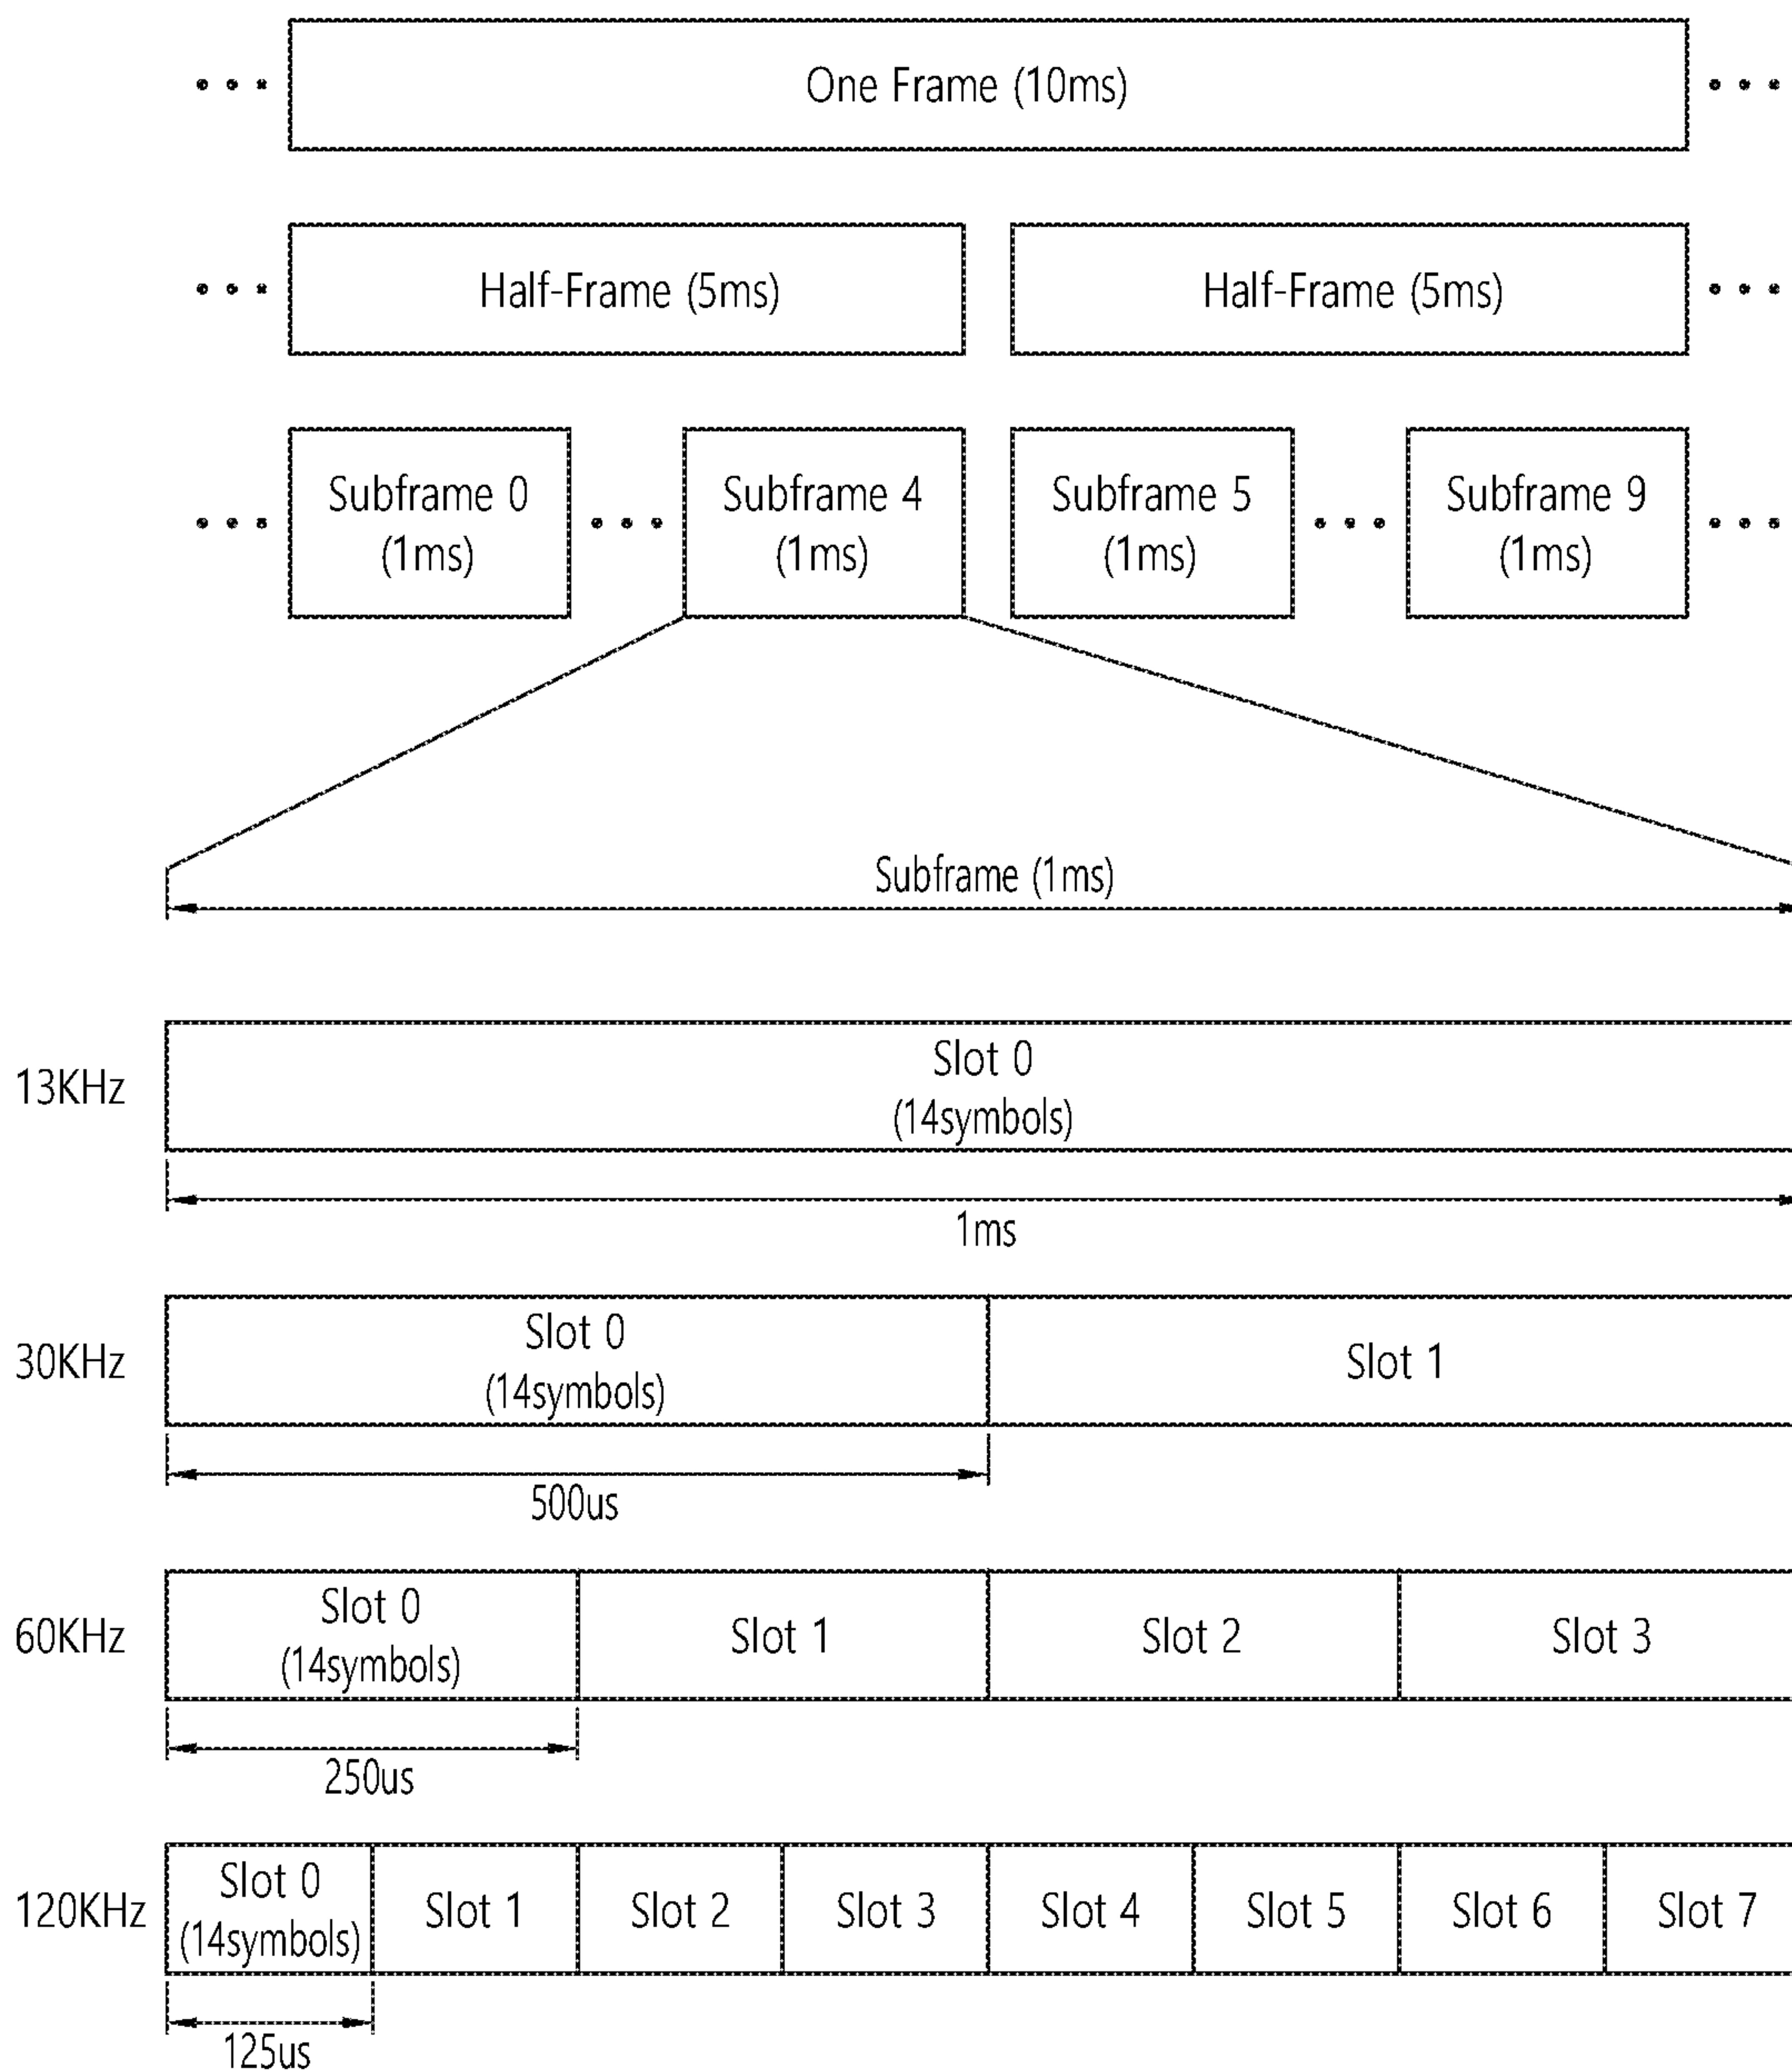 One Frame (10ms)
Half-Frame (5ms)
Half-Frame (5ms)
Subframe 0
(1ms)
Subframe 4
(1ms)
Subframe 5
(1ms)
Subframe 9
(1ms)
Subframe (1ms)
13KHz
Slot 0
(14symbols)
1ms
30KHz
Slot 0
(14symbols)
Slot 1
500us
60KHz
Slot 0
(14symbols)
Slot 1
Slot 2
Slot 3
250us
120KHz
Slot 0
(14symbols)
Slot 1
Slot 2
Slot 3
Slot 4
Slot 5
Slot 6
Slot 7
125us